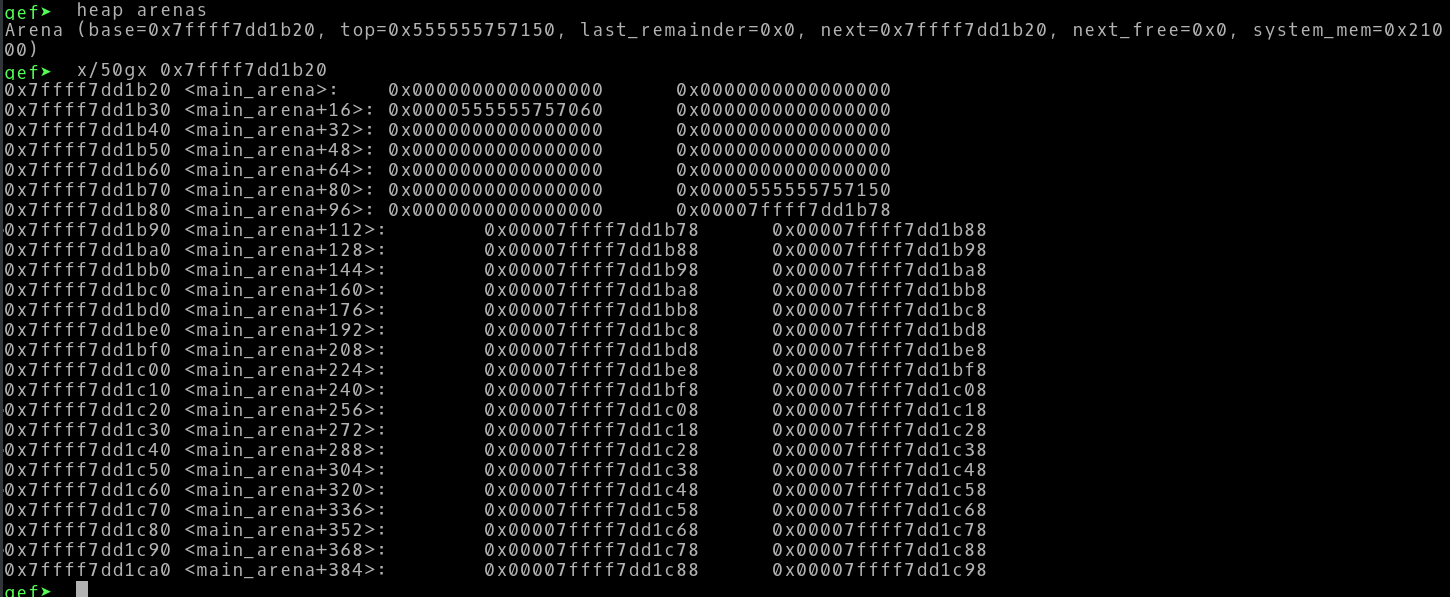 gef➤  heap arenas
Arena (base=0x7ffff7dd1b20, top=0x555555757150, last_remainder=0x0, next=0x7ffff7dd1b20, next_free=0x0, system_mem=0x210
00)
gef➤  x/50gx 0x7ffff7dd1b20
0x7ffff7dd1b20 <main_arena>:	0x0000000000000000	0x0000000000000000
0x7ffff7dd1b30 <main_arena+16>:	0x0000555555757060	0x0000000000000000
0x7ffff7dd1b40 <main_arena+32>:	0x0000000000000000	0x0000000000000000
0x7ffff7dd1b50 <main_arena+48>:	0x0000000000000000	0x0000000000000000
0x7ffff7dd1b60 <main_arena+64>:	0x0000000000000000	0x0000000000000000
0x7ffff7dd1b70 <main_arena+80>:	0x0000000000000000	0x0000555555757150
0x7ffff7dd1b80 <main_arena+96>:	0x0000000000000000	0x00007ffff7dd1b78
0x7ffff7dd1b90 <main_arena+112>:	0x00007ffff7dd1b78	0x00007ffff7dd1b88
0x7ffff7dd1ba0 <main_arena+128>:	0x00007ffff7dd1b88	0x00007ffff7dd1b98
0x7ffff7dd1bb0 <main_arena+144>:	0x00007ffff7dd1b98	0x00007ffff7dd1ba8
0x7ffff7dd1bc0 <main_arena+160>:	0x00007ffff7dd1ba8	0x00007ffff7dd1bb8
0x7ffff7dd1bd0 <main_arena+176>:	0x00007ffff7dd1bb8	0x00007ffff7dd1bc8
0x7ffff7dd1be0 <main_arena+192>:	0x00007ffff7dd1bc8	0x00007ffff7dd1bd8
0x7ffff7dd1bf0 <main_arena+208>:	0x00007ffff7dd1bd8	0x00007ffff7dd1be8
0x7ffff7dd1c00 <main_arena+224>:	0x00007ffff7dd1be8	0x00007ffff7dd1bf8
0x7ffff7dd1c10 <main_arena+240>:	0x00007ffff7dd1bf8	0x00007ffff7dd1c08
0x7ffff7dd1c20 <main_arena+256>:	0x00007ffff7dd1c08	0x00007ffff7dd1c18
0x7ffff7dd1c30 <main_arena+272>:	0x00007ffff7dd1c18	0x00007ffff7dd1c28
0x7ffff7dd1c40 <main_arena+288>:	0x00007ffff7dd1c28	0x00007ffff7dd1c38
0x7ffff7dd1c50 <main_arena+304>:	0x00007ffff7dd1c38	0x00007ffff7dd1c48
0x7ffff7dd1c60 <main_arena+320>:	0x00007ffff7dd1c48	0x00007ffff7dd1c58
0x7ffff7dd1c70 <main_arena+336>:	0x00007ffff7dd1c58	0x00007ffff7dd1c68
0x7ffff7dd1c80 <main_arena+352>:	0x00007ffff7dd1c68	0x00007ffff7dd1c78
0x7ffff7dd1c90 <main_arena+368>:	0x00007ffff7dd1c78	0x00007ffff7dd1c88
0x7ffff7dd1ca0 <main_arena+384>:	0x00007ffff7dd1c88	0x00007ffff7dd1c98
gef➤